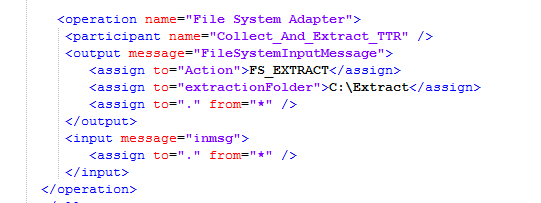 <operation name="File System Adapter">
<participant name="Collect_And_Extract_TTR" />
<output message="FileSystemInputMessage">
<assign to="Action">FS_EXTRACT</assign>
<assign to="extractionFolder">C:\Extract</assign>
<assign to="." from="*" />
</output>
<input message="inmsg">
<assign to="." from="*" />
</input>
</operation>